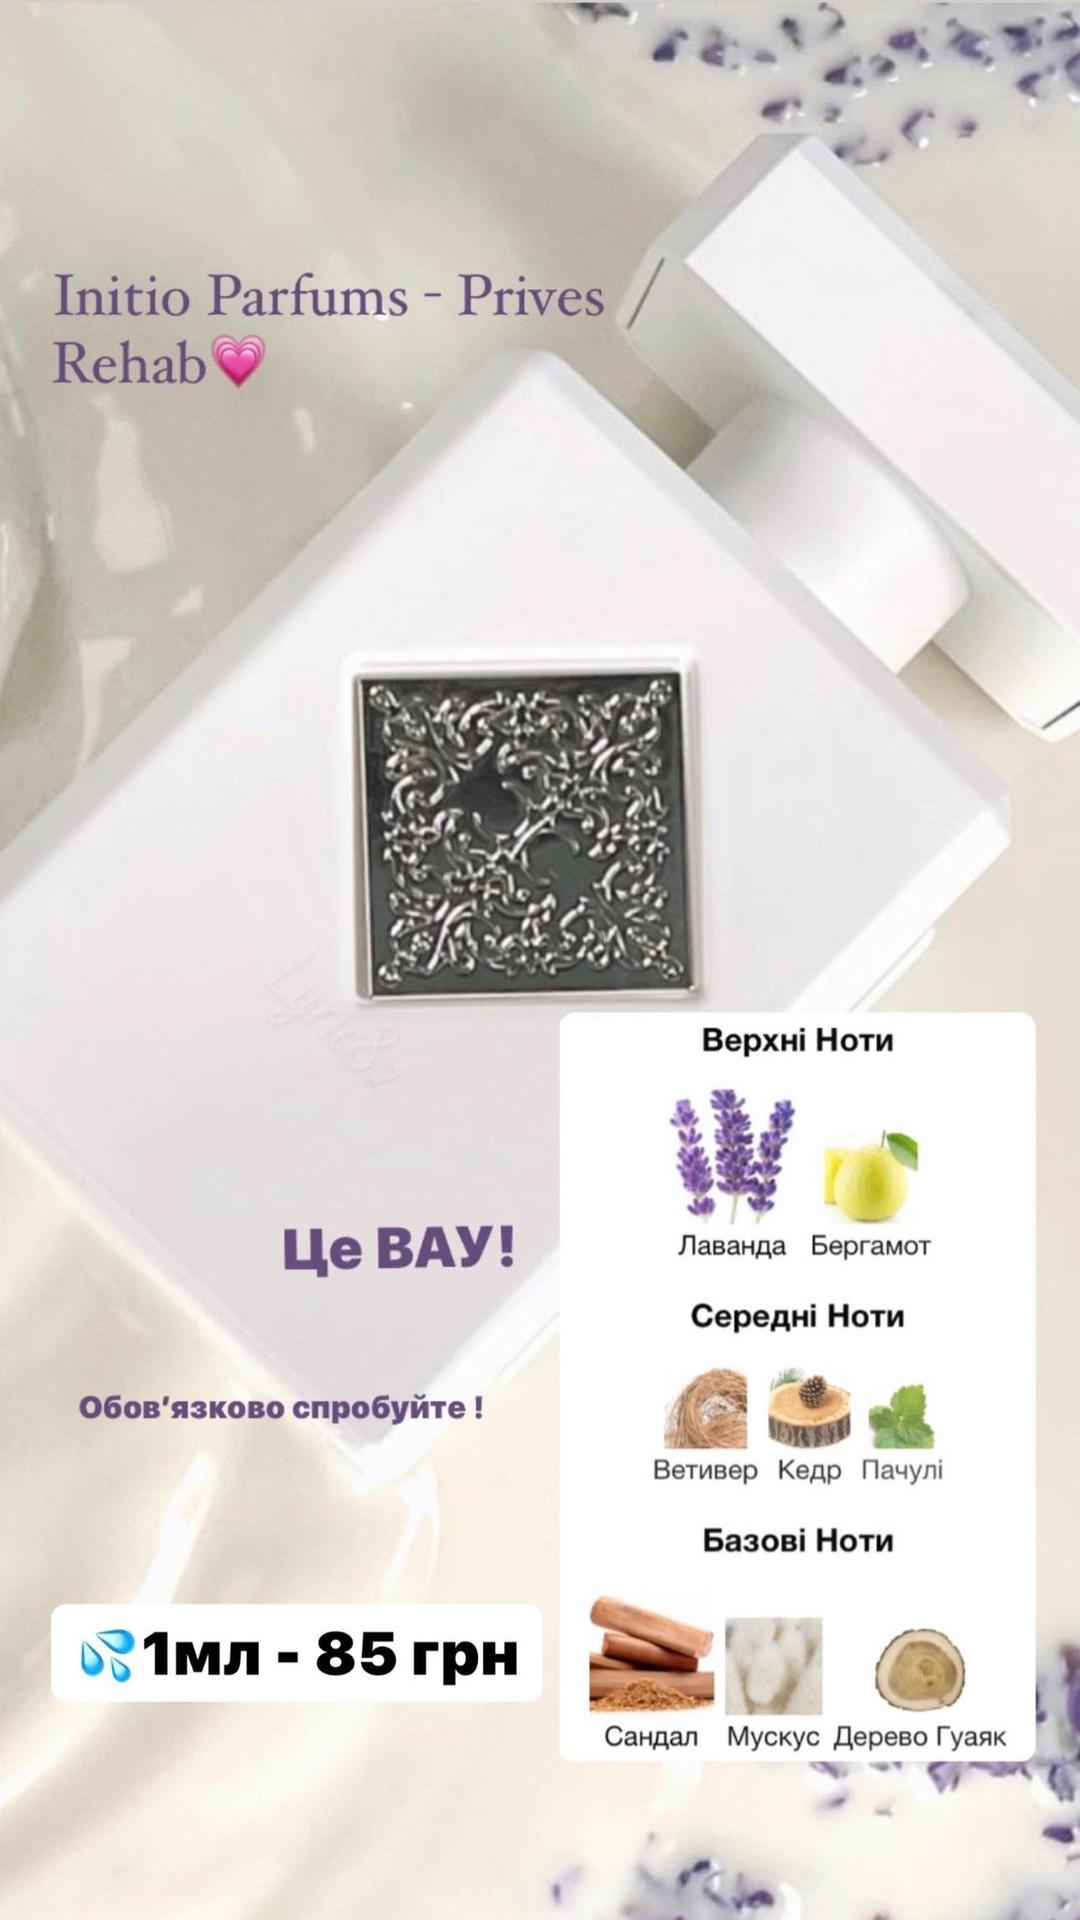 Initio Parfums - Prives
Rehab💗
Верхні Ноти
Лаванда Бергамот
Це ВАУ!
Середні Ноти
Обов’язково спробуйте !
Ветивер Кедр Пачулі
Базові Ноти
💦1мл - 85 грн
Сандал Мускус Дерево Гуаяк